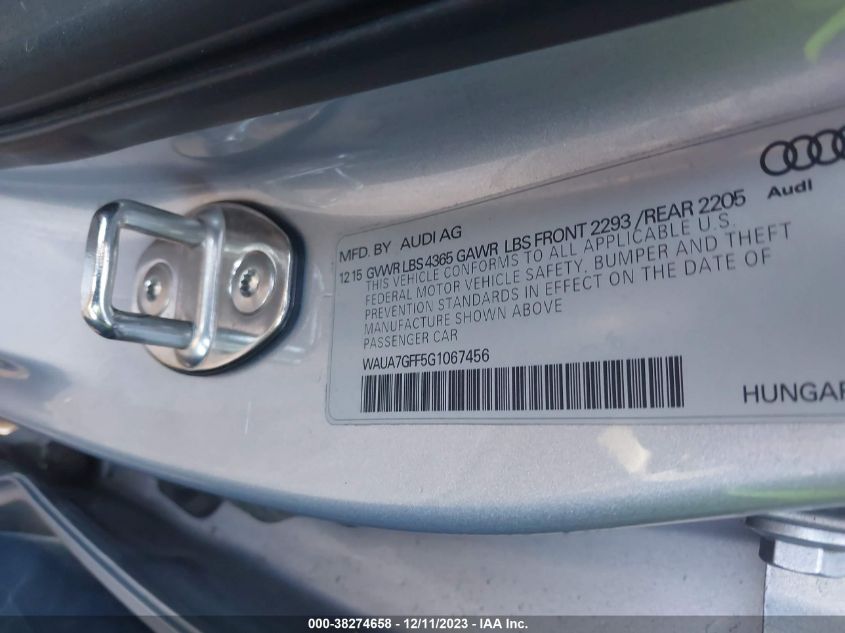 Audi
MFD. BY AUDI AG
12 15 GVWR LBS 4365 GAWR LBS FRONT 2293 / REAR 2205
THIS VEHICLE CONFORMS TO ALL APPLICABLE U.S.
FEDERAL MOTOR VEHICLE SAFETY, BUMPER AND THEFT
PREVENTION STANDARDS IN EFFECT ON THE DATE OF
MANUFACTURE SHOWN ABOVE
PASSENGER CAR
WAUA7GFF5G1067456
HUNGAR
000-38274658 - 12/11/2023 - IAA Inc.